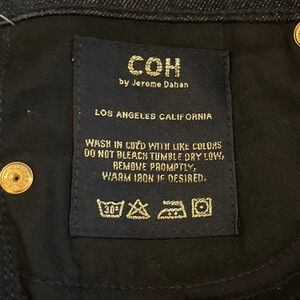 COH
by Jerome Dahan
LOS ANGELES CALIFORNIA
WASH IN COLD WITH LIKE COLORS
DO NOT BLEACH TUMBLE DRY LOW,
REMOVE PROMPTLY,
WARM IRON IF DESIRED.
30°